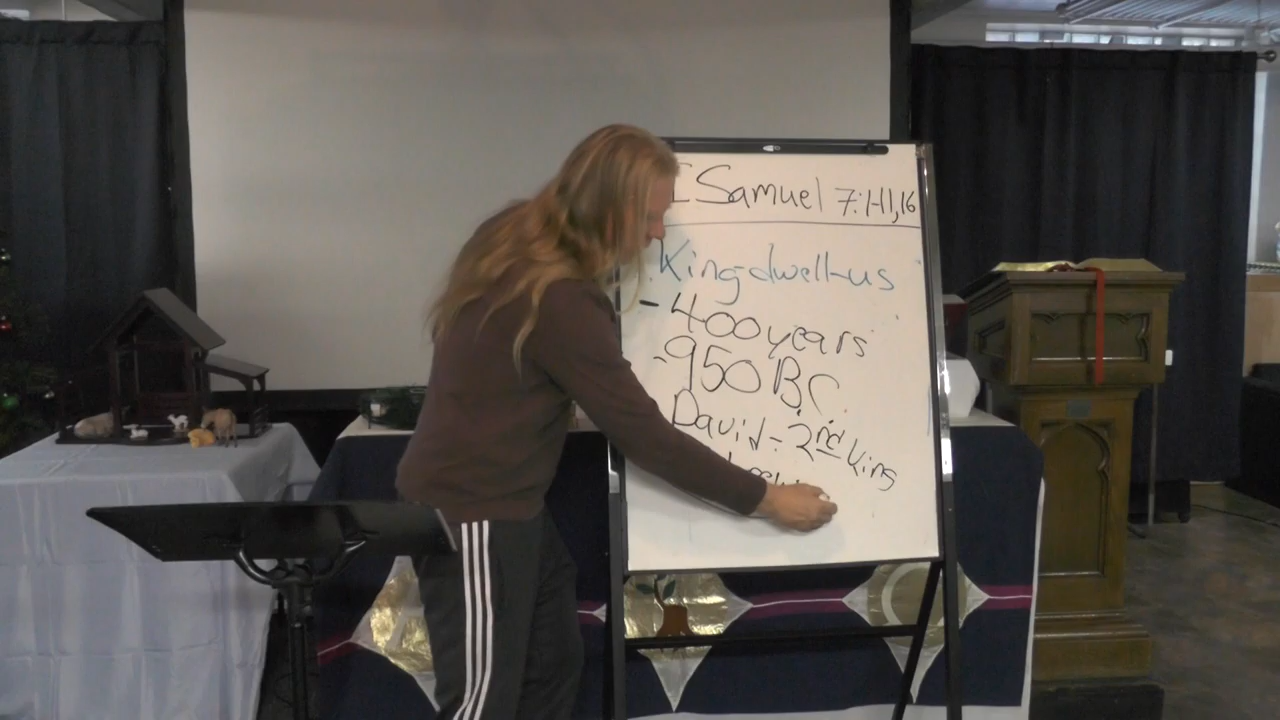 I Samuel 7:1-11,16
King-dwell-us
-400 years
-950 BC
David-2nd King